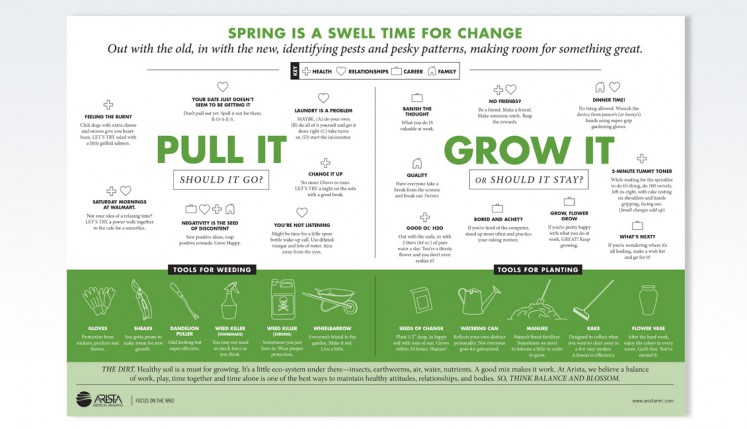 SPRING IS A SWELL TIME FOR CHANGE
Out with the old, in with the new, identifying pests and pesky patterns, making room for something great.
KEY HEALTH RELATIONSHIPS CAREER FAMILY
FEELING THE BURN?
Chili dogs with extra cheese
and onions give you heart-
burn. LET'S TRY salad with
a little grilled salmon.
YOUR DATE JUST DOESN'T
SEEM TO BE GETTING IT
Don't pull out yet. Spell it out for them.
R-O-S-E-S.
LAUNDRY IS A PROBLEM
MAYBE, (A) do your own
(B) do all of it yourself and get it
done right (C) take turns
or, (D) start the incinerator.
PULL IT
SHOULD IT GO?
CHANGE IT UP
No more Cheers re-runs.
LET'S TRY a night on the sofa
with a good book.
SATURDAY MORNINGS
AT WALMART.
Not your idea of a relaxing time?
LET'S TRY a power walk together
to the cafe for a smoothie.
NEGATIVITY IS THE SEED
OF DISCONTENT
Sow positive ideas, reap
positive rewards. Grow Happy.
YOU'RE NOT LISTENING
Might be time for a little spray
bottle wake-up call. Use diluted
vinegar and lots of water. Aim
away from the eyes.
BANISH THE
THOUGHT
What you do IS
valuable at work.
NO FRIENDS?
Be a friend. Make a friend.
Make someone smile. Reap
the rewards.
DINNER TIME!
No texting allowed. Wrench the
device from junior's (or honey's)
hands using super grip
gardening gloves.
GROW IT
OR SHOULD IT STAY?
QUALITY
Have everyone take a
break from the screens
and break out Twister.
2-MINUTE TUMMY TONER
While waiting for the sprinkler
to do it's thing, do 100 swivels,
left-to-right, with rake resting
on shoulders and hands
gripping, facing out.
(Small changes add up)
GOOD OL' H2O
Out with the soda, in with
2 liters (64 oz.) of pure
water a day. You're a thirsty
flower and you don't even
realize it!
BORED AND ACHEY?
If you're tired of the computer,
stand up more often and practice
your taking motion.
GROW, FLOWER
GROW
If you're pretty happy
with what you do at
work, GREAT! Keep
growing.
WHAT'S NEXT?
If you're wondering where it's
all leading, make a wish list
and go for it!
TOOLS FOR WEEDING
GLOVES
Protection from
stickers, prickers and
thorns.
SHEARS
You gotta prune to
make room for new
growth.
DANDELION
PULLER
Odd looking but
super effective.
WEED KILLER
(HOMEMADE)
You may not need
as much force as
you think.
WEED KILLER
(STRONG)
Sometimes you just
have to. Wear proper
protection.
WHEELBARROW
Everyone's friend in the
garden. Make it red.
Live a little.
TOOLS FOR PLANTING
SEEDS OF CHANGE
Plant 1/2" deep, in happy
soil with tons of sun. Grows
within 24 hours. Hooray!
WATERING CAN
Reflects your own distinct
personality. Not everyone
goes for galvanized.
MANURE
Nature's finest fertilizer.
Sometimes we need
to tolerate a little in order
to grow.
RAKE
Designed to collect what
you want to clear away in
a few easy strokes.
A lesson in efficiency.
FLOWER VASE
After the hard work,
enjoy the colors in every
room. Guilt-free. You've
earned it.
THE DIRT. Healthy soil is a must for growing. It's a little eco-system under there—insects, earthworms, air, water, nutrients. A good mix makes it work. At Arista, we believe a balance
of work, play, time together and time alone is one of the best ways to maintain healthy attitudes, relationships, and bodies. SO, THINK BALANCE AND BLOSSOM.
ARISTA
FOCUS ON THE WHO